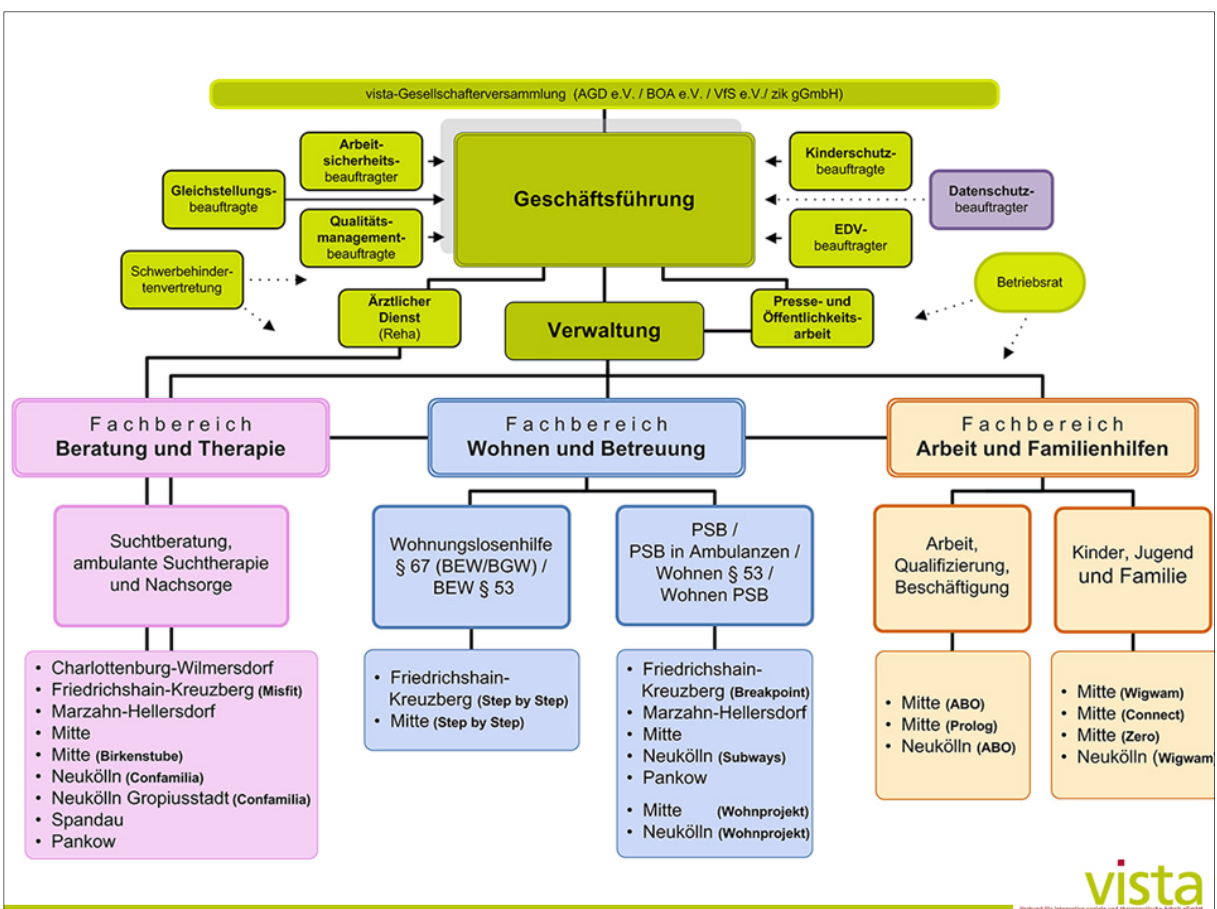 vista-Gesellschafterversammlung (AGD e.V. / BOA e.V. / VfS e.V./ zik gGmbH)
Arbeit-
sicherheits-
beauftragter
Gleichstellungs-
beauftragte
Qualitäts-
management-
beauftragte
Schwerbehinder-
tenvertretung
Geschäftsführung
Kinderschutz-
beauftragte
Datenschutz-
beauftragter
EDV-
beauftragter
Betriebsrat
Ärztlicher
Dienst
(Reha)
Verwaltung
Presse- und
Öffentlichkeits-
arbeit
Fachbereich
Beratung und Therapie
Fachbereich
Wohnen und Betreuung
Fachbereich
Arbeit und Familienhilfen
Suchtberatung,
ambulante Suchttherapie
und Nachsorge
Wohnungslosenhilfe
§ 67 (BEW/BGW) /
BEW § 53
PSB /
PSB in Ambulanzen /
Wohnen § 53 /
Wohnen PSB
Arbeit,
Qualifizierung,
Beschäftigung
Kinder, Jugend
und Familie
• Charlottenburg-Wilmersdorf
• Friedrichshain-Kreuzberg (Misfit)
• Marzahn-Hellersdorf
• Mitte
• Mitte (Birkenstube)
• Neukölln (Confamilia)
• Neukölln Gropiusstadt (Confamilia)
• Spandau
• Pankow
• Friedrichshain-
Kreuzberg (Step by Step)
• Mitte (Step by Step)
• Friedrichshain-
Kreuzberg (Breakpoint)
• Marzahn-Hellersdorf
• Mitte
• Neukölln (Subways)
• Pankow
• Mitte (Wohnprojekt)
• Neukölln (Wohnprojekt)
• Mitte (ABO)
• Mitte (Prolog)
• Neukölln (ABO)
• Mitte (Wigwam)
• Mitte (Connect)
• Mitte (Zero)
• Neukölln (Wigwam)
vista